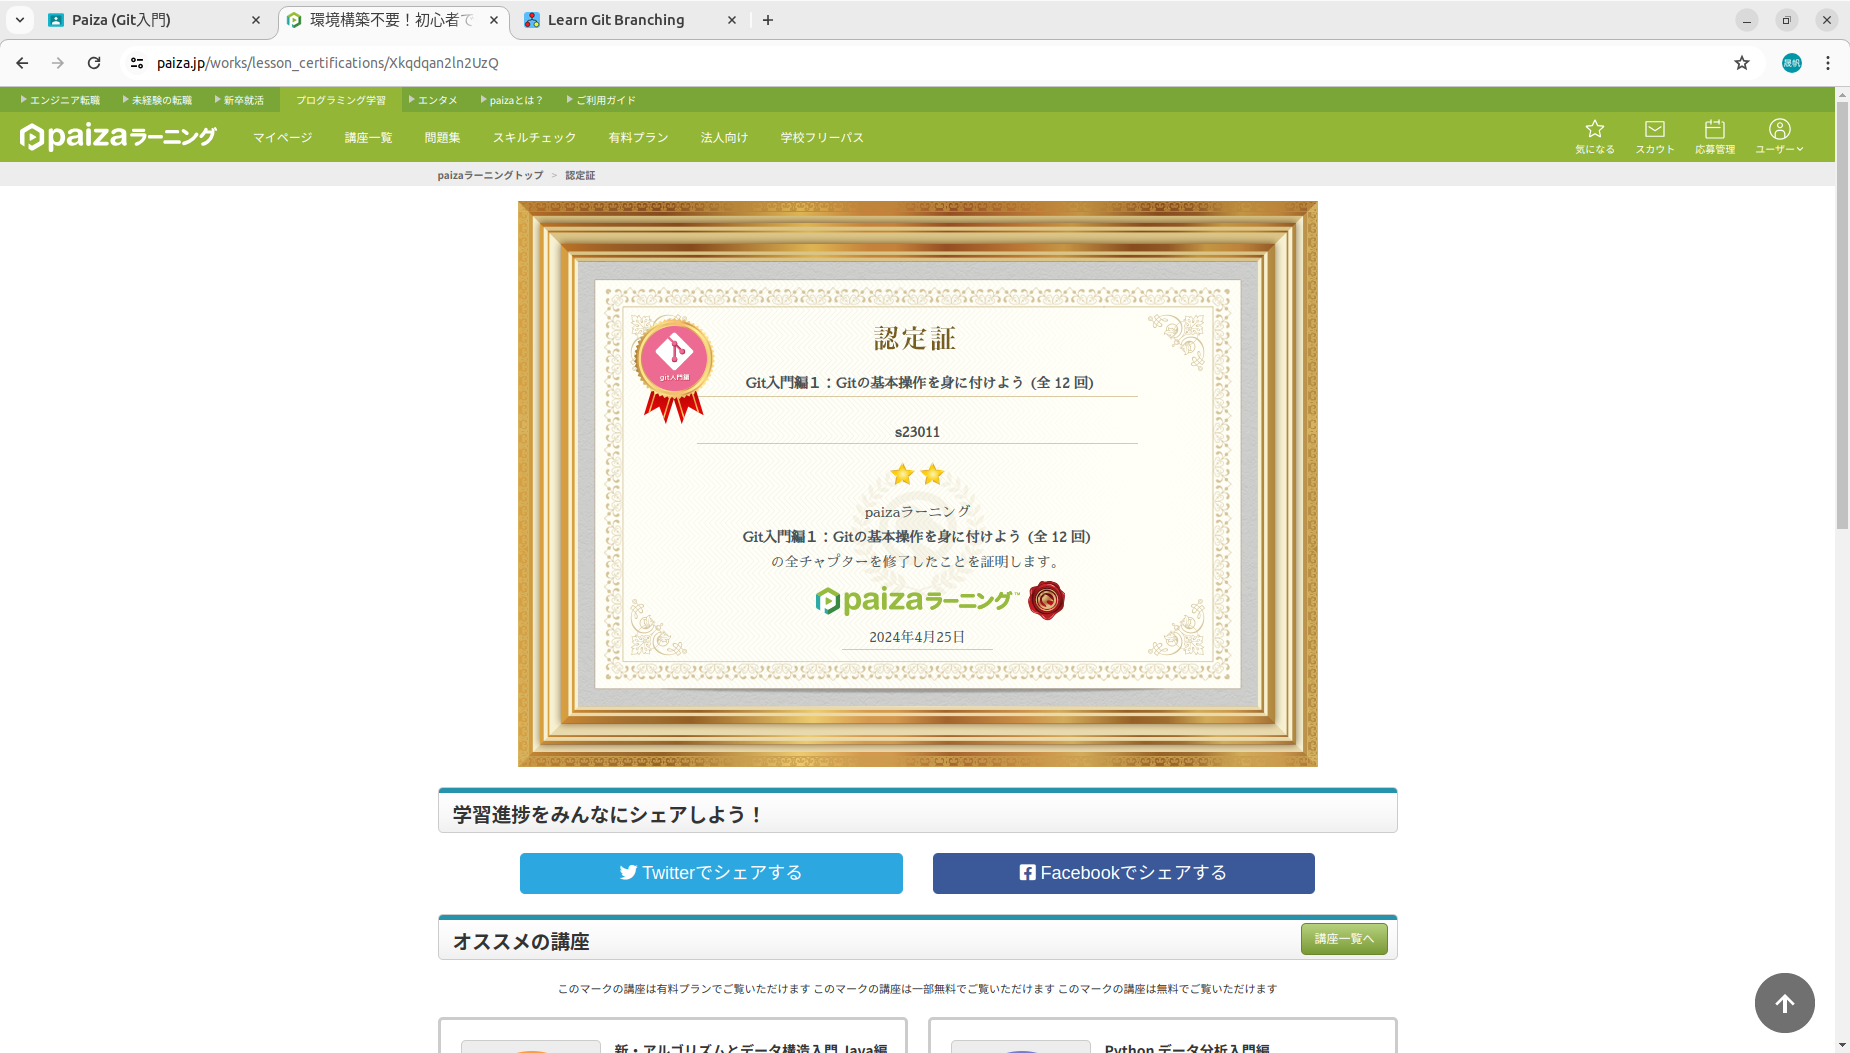 Paiza (Git入門)
環境構築不要！初心者で
Learn Git Branching
paiza.jp/works/lesson_certifications/Xkqdqan2ln2UzQ
晟帆
エンジニア転職 未経験の転職 新卒就活 プログラミング学習 エンタメ paizaとは？ ご利用ガイド
paizaラーニング マイページ 講座一覧 問題集 スキルチェック 有料プラン 法人向け 学校フリーパス
気になる スカウト 応募管理 ユーザー
paizaラーニングトップ > 認定証
git入門編
認定証
Git入門編１：Gitの基本操作を身に付けよう (全 12 回)
s23011
paizaラーニング
Git入門編１：Gitの基本操作を身に付けよう (全 12 回)
の全チャプターを修了したことを証明します。
paizaラーニング™
2024年4月25日
学習進捗をみんなにシェアしよう！
Twitterでシェアする
Facebookでシェアする
オススメの講座
講座一覧へ
このマークの講座は有料プランでご覧いただけます このマークの講座は一部無料でご覧いただけます このマークの講座は無料でご覧いただけます
新・アルゴリズムとデータ構造入門 Java編
Python データ分析入門編